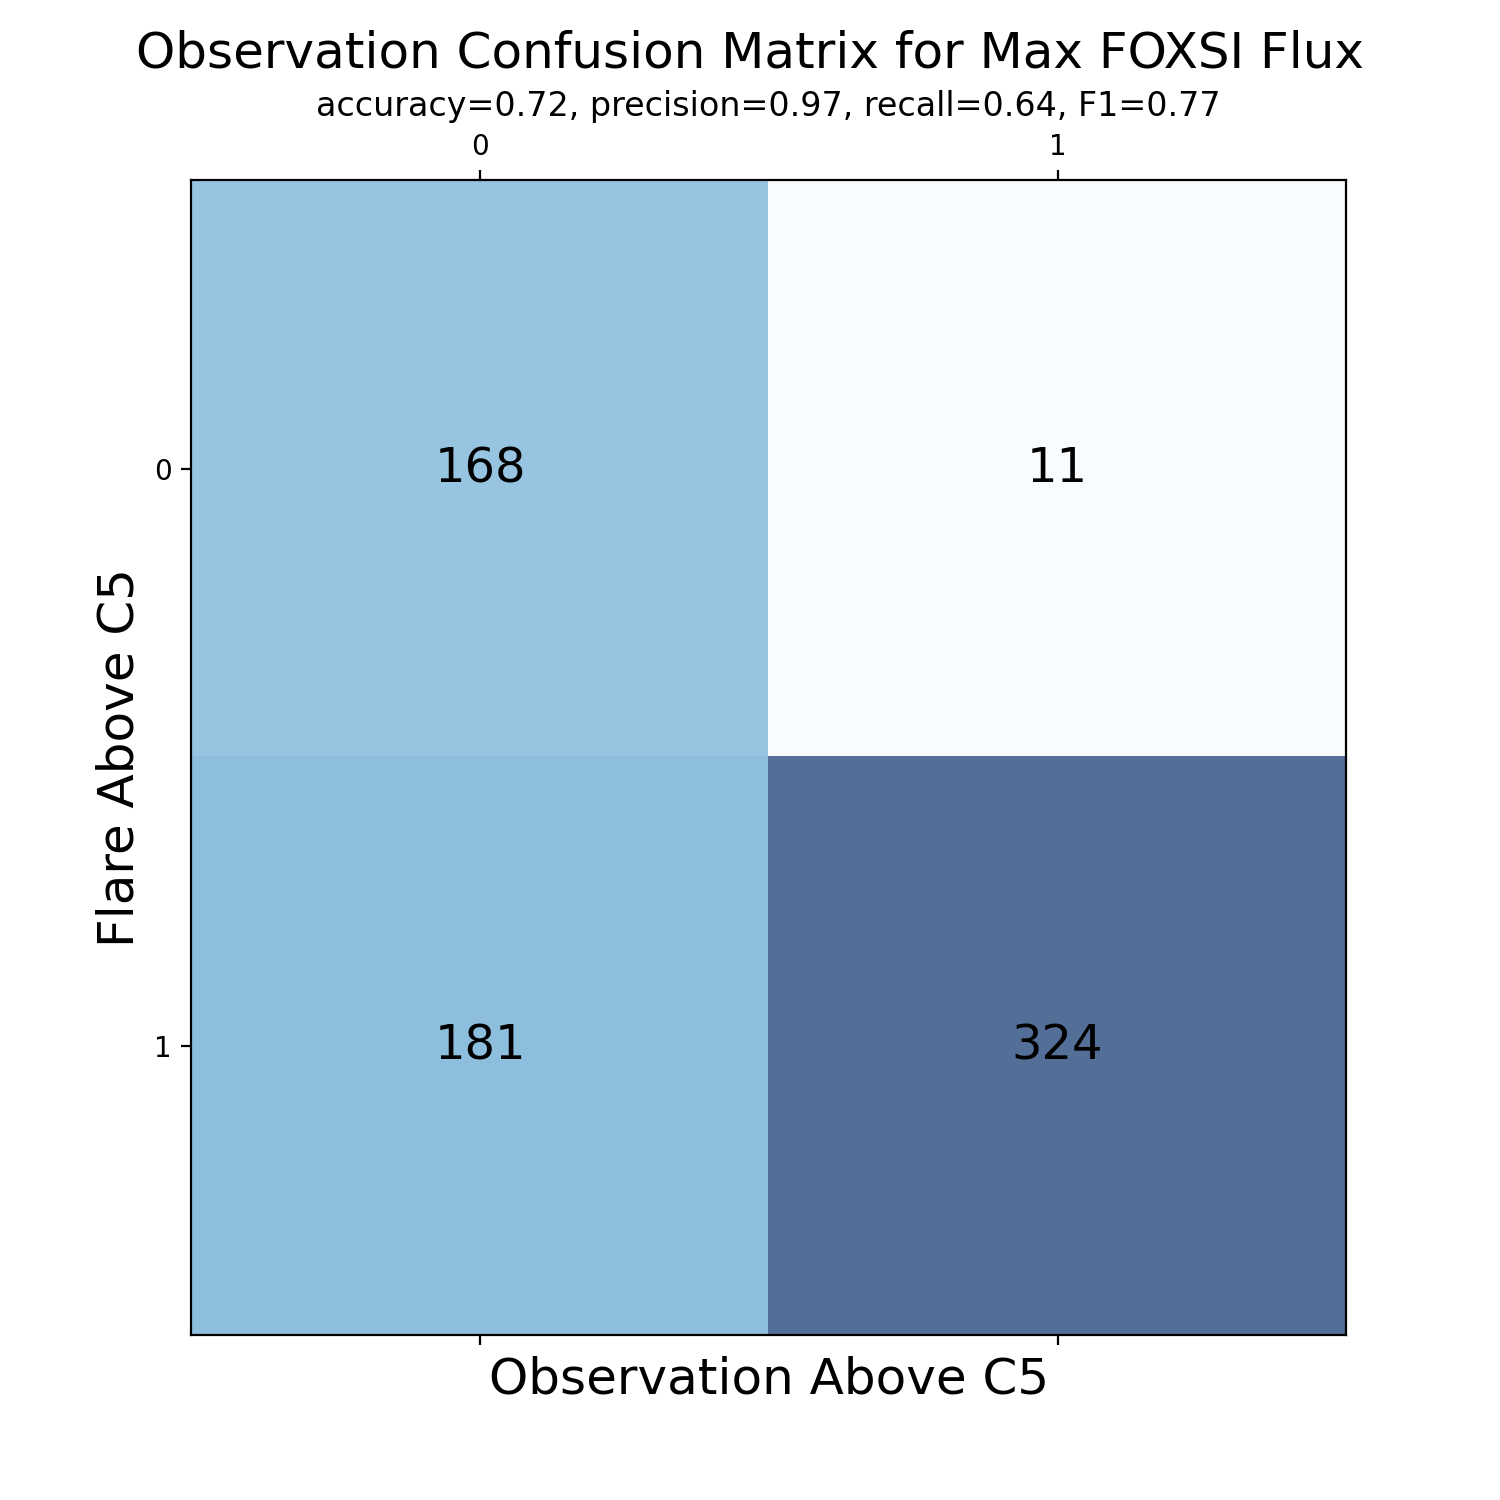 Observation Confusion Matrix for Max FOXSI Flux
accuracy=0.72, precision=0.97, recall=0.64, F1=0.77
0 1
0 168 11
Flare Above C5
1 181 324
Observation Above C5